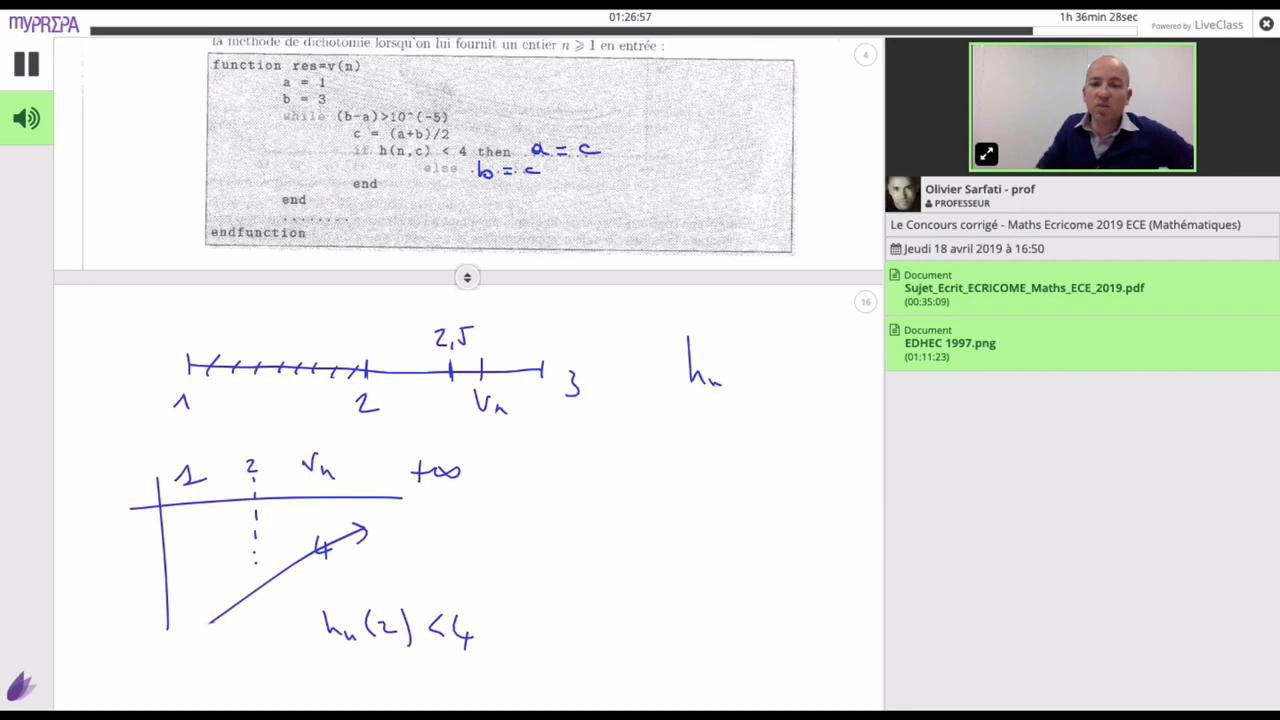 01:26:57
1h 36min 28sec
MYPREPA
Powered by LiveClass
la méthode de dichotomie lorsqu'on lui fournit un entier n ⩾ 1 en entrée :
4
function res=v(n)
a = 1
b = 3
while (b-a)>10^(-5)
c = (a+b)/2
if h(n,c) < 4 then a = c
else b = c
end
end
.......
endfunction
16
2,5
1 2 Vn 3
hn
1 2 Vn +∞
4
hn(2) < 4
Olivier Sarfati - prof
PROFESSEUR
Le Concours corrigé - Maths Ecricome 2019 ECE (Mathématiques)
Jeudi 18 avril 2019 à 16:50
Document
Sujet_Ecrit_ECRICOME_Maths_ECE_2019.pdf
(00:35:09)
Document
EDHEC 1997.png
(01:11:23)